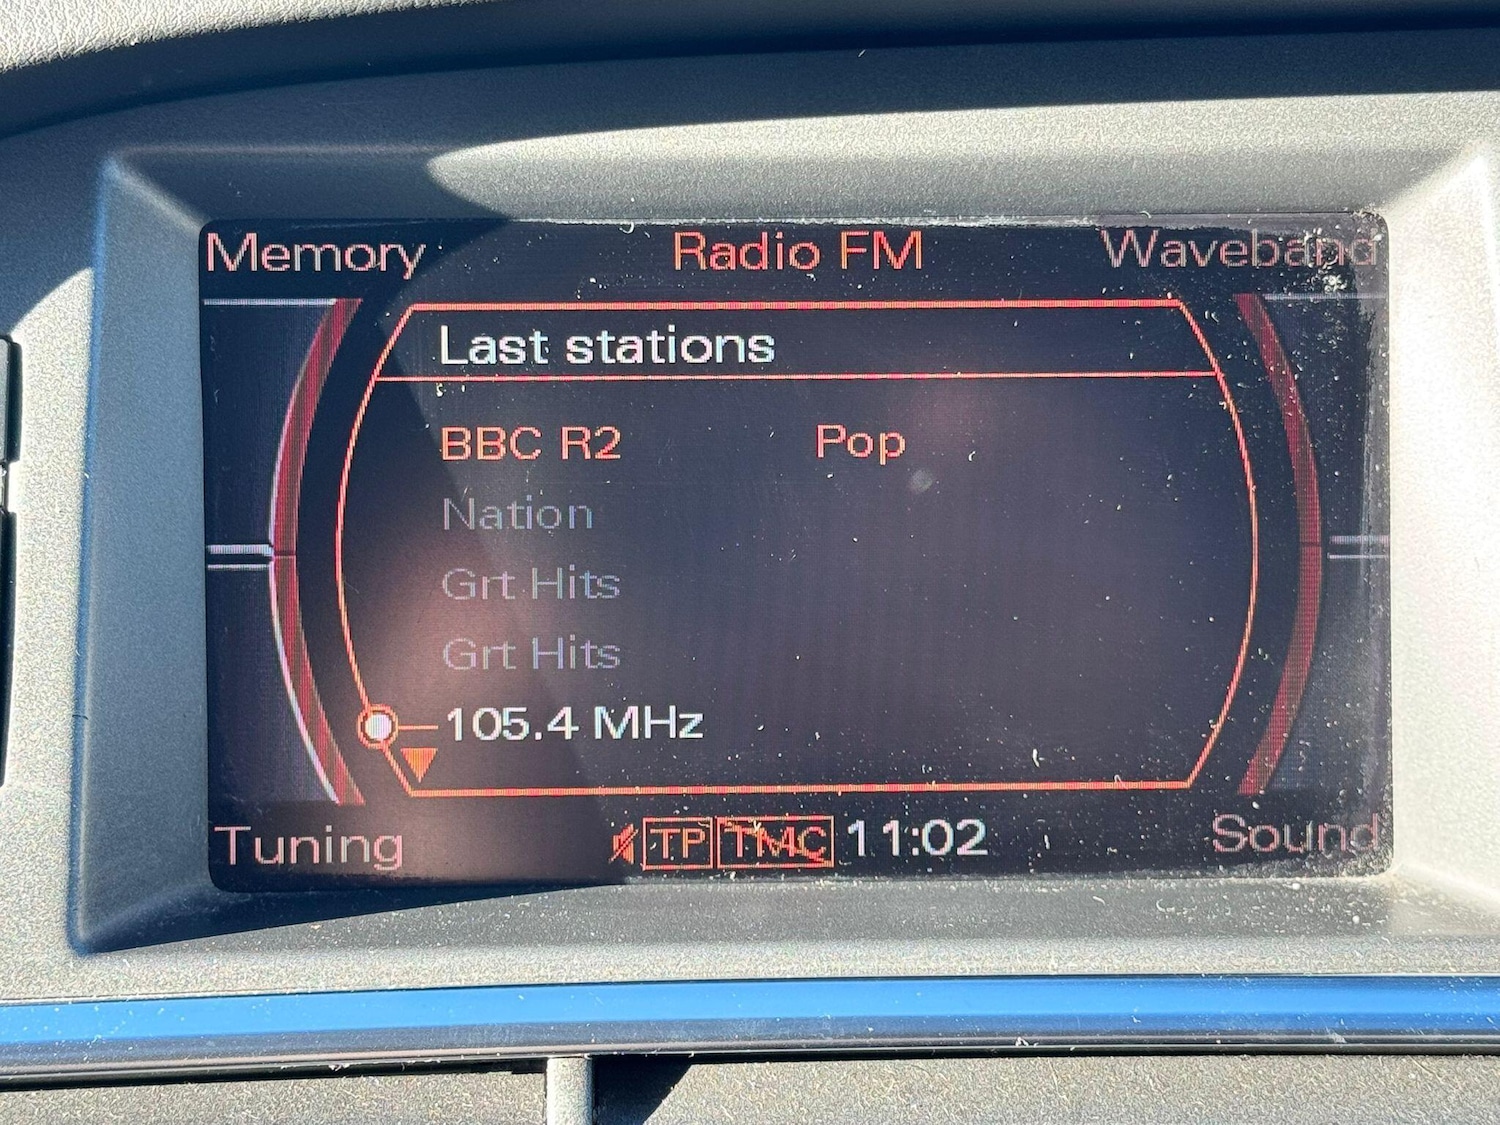 Memory Radio FM Waveband
Last stations
BBC R2 Pop
Nation
Grt Hits
Grt Hits
105.4 MHz
Tuning TP TMC 11:02 Sound